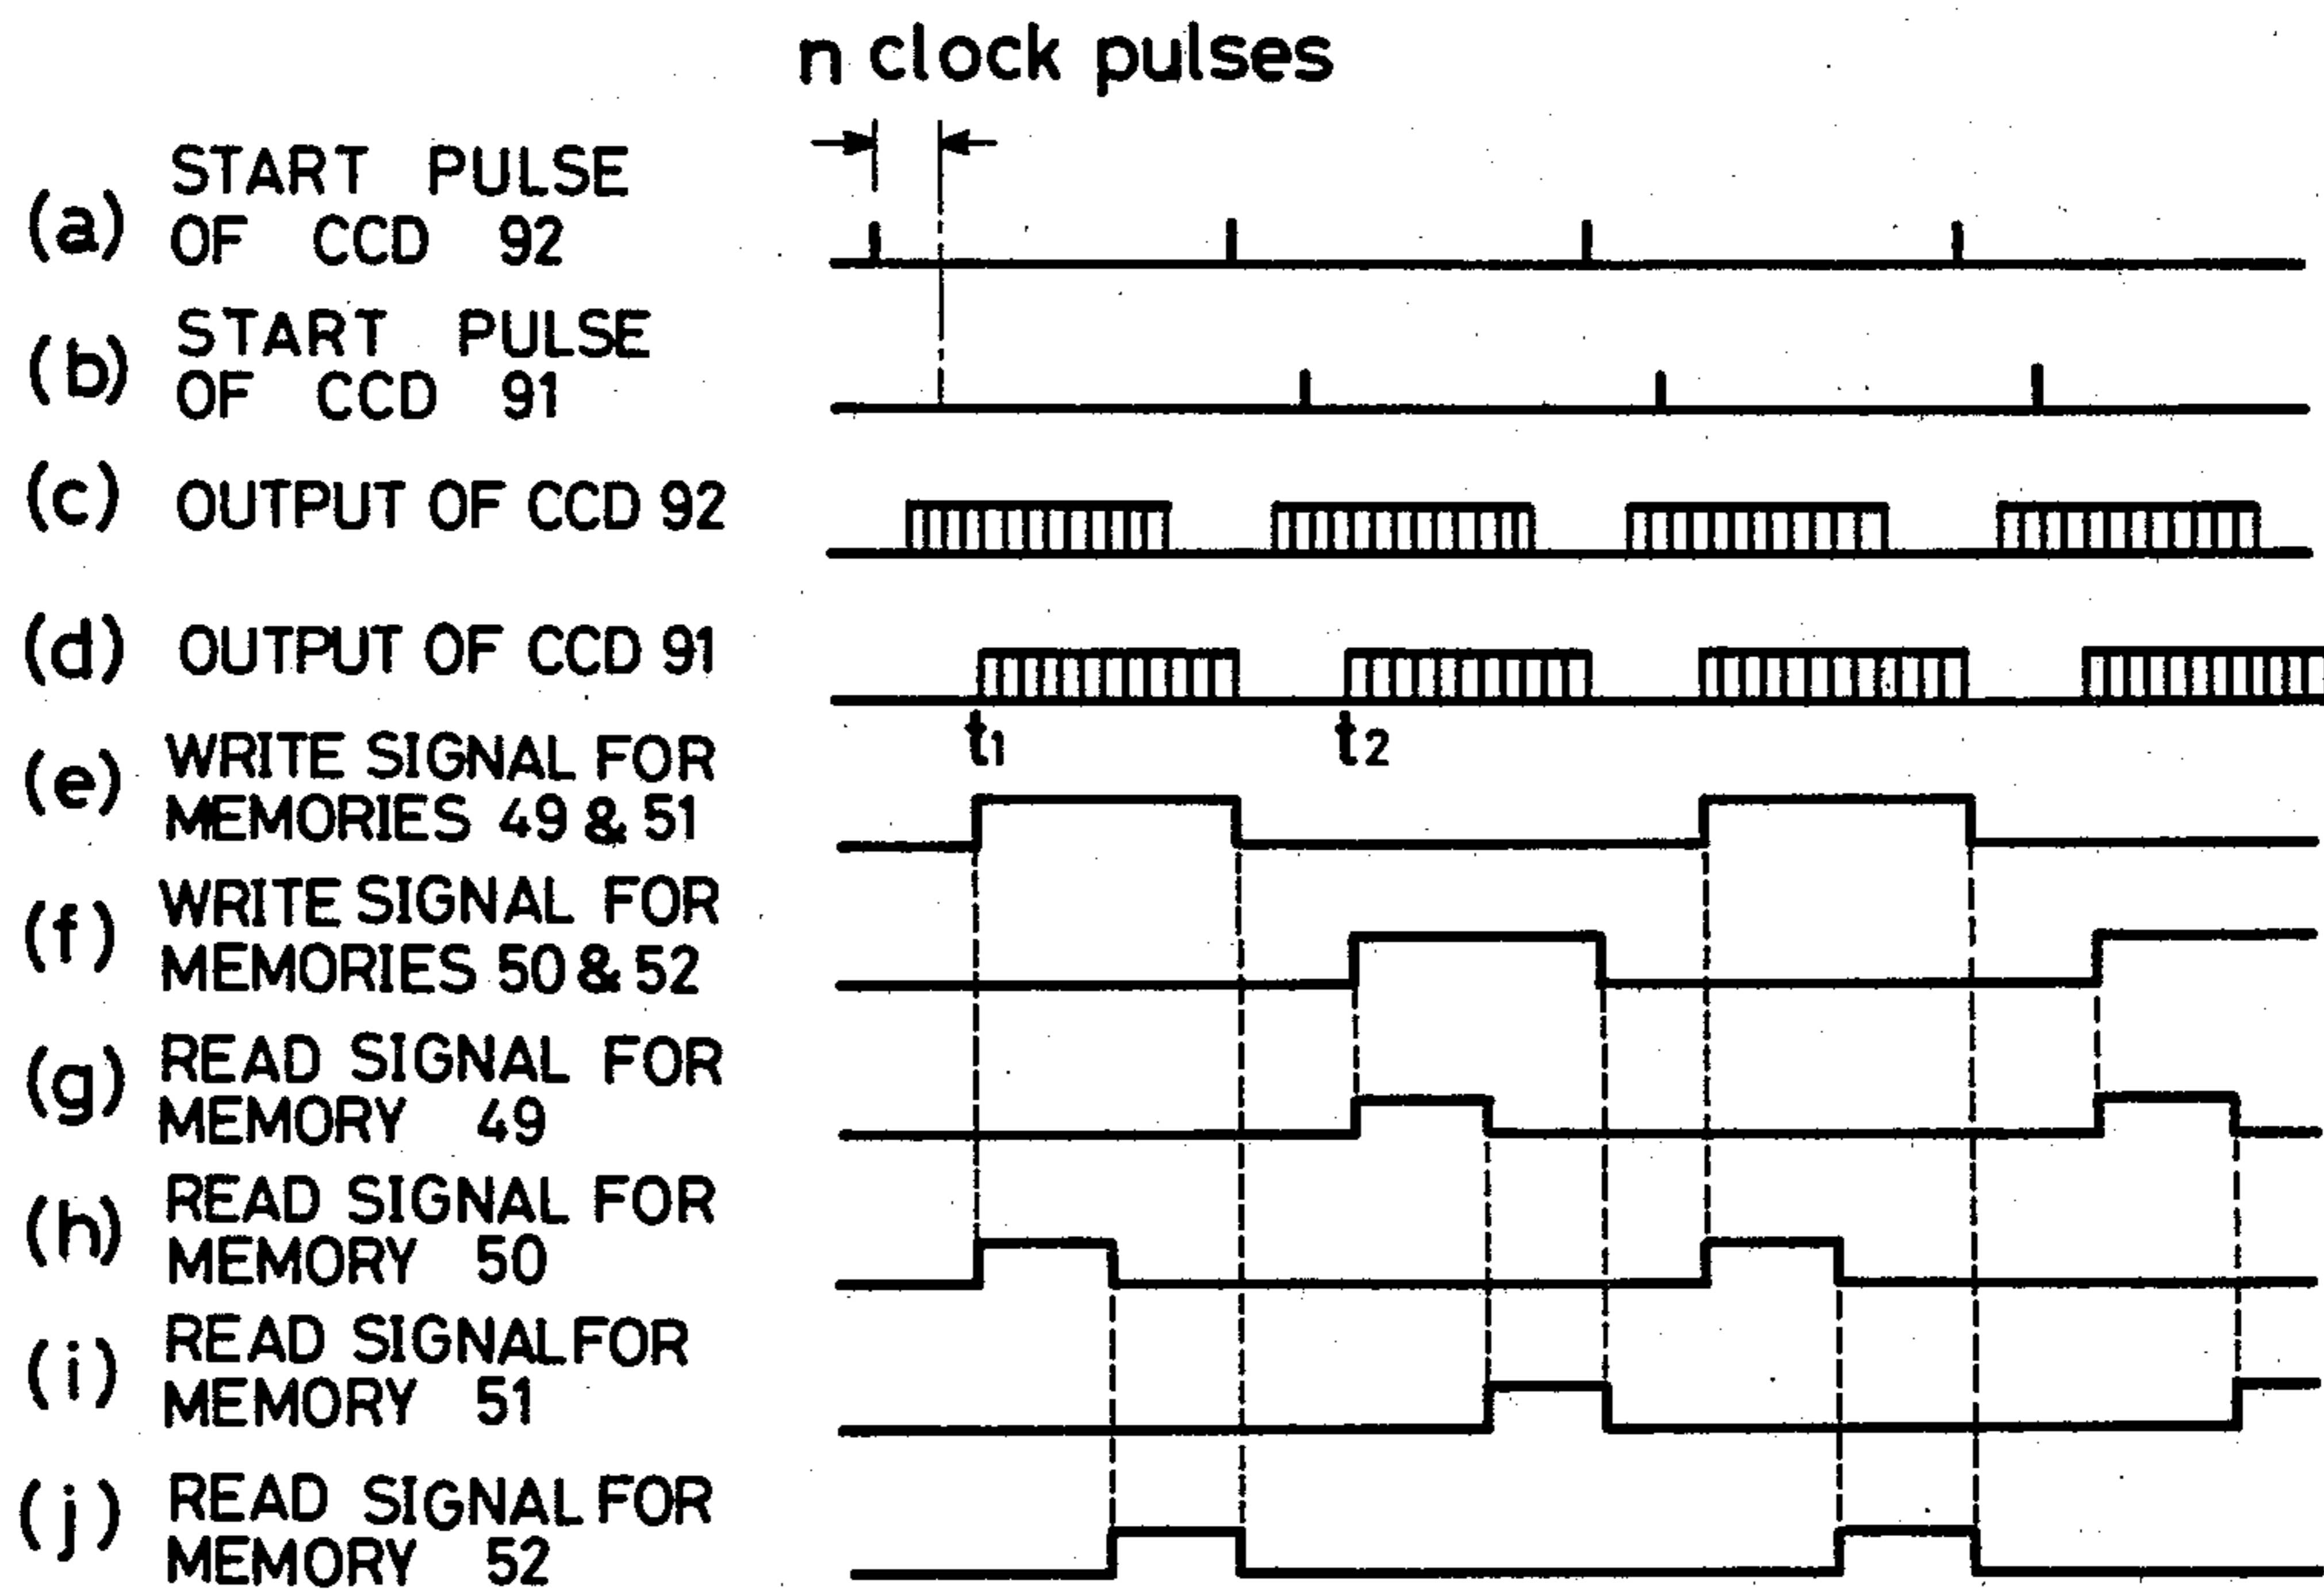 n clock pulses
(a) START PULSE
OF CCD 92
(b) START PULSE
OF CCD 91
(c) OUTPUT OF CCD 92
(d) OUTPUT OF CCD 91
t1 t2
(e) WRITE SIGNAL FOR
MEMORIES 49 & 51
(f) WRITE SIGNAL FOR
MEMORIES 50 & 52
(g) READ SIGNAL FOR
MEMORY 49
(h) READ SIGNAL FOR
MEMORY 50
(i) READ SIGNAL FOR
MEMORY 51
(j) READ SIGNAL FOR
MEMORY 52